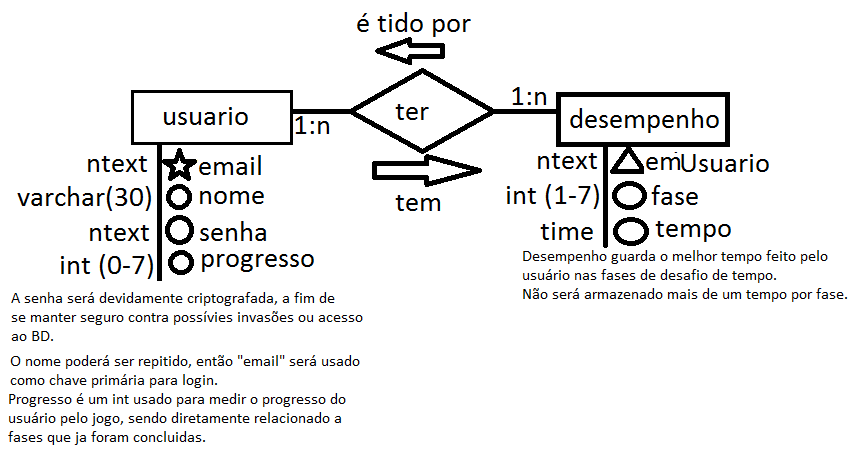 é tido por
usuario
1:n
ter
1:n
desempenho
tem
ntext email
varchar(30) nome
ntext senha
int (0-7) progresso
ntext emUsuario
int (1-7) fase
time tempo
Desempenho guarda o melhor tempo feito pelo
usuário nas fases de desafio de tempo.
Não será armazenado mais de um tempo por fase.
A senha será devidamente criptografada, a fim de
se manter seguro contra possívies invasões ou acesso
ao BD.
O nome poderá ser repitido, então "email" será usado
como chave primária para login.
Progresso é um int usado para medir o progresso do
usuário pelo jogo, sendo diretamente relacionado a
fases que ja foram concluidas.